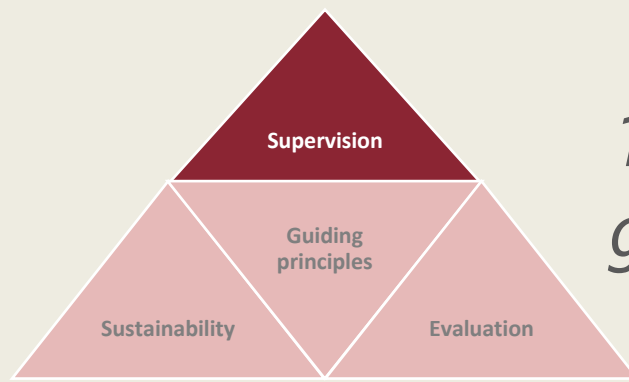 Supervision
Guiding
principles
Sustainability
Evaluation